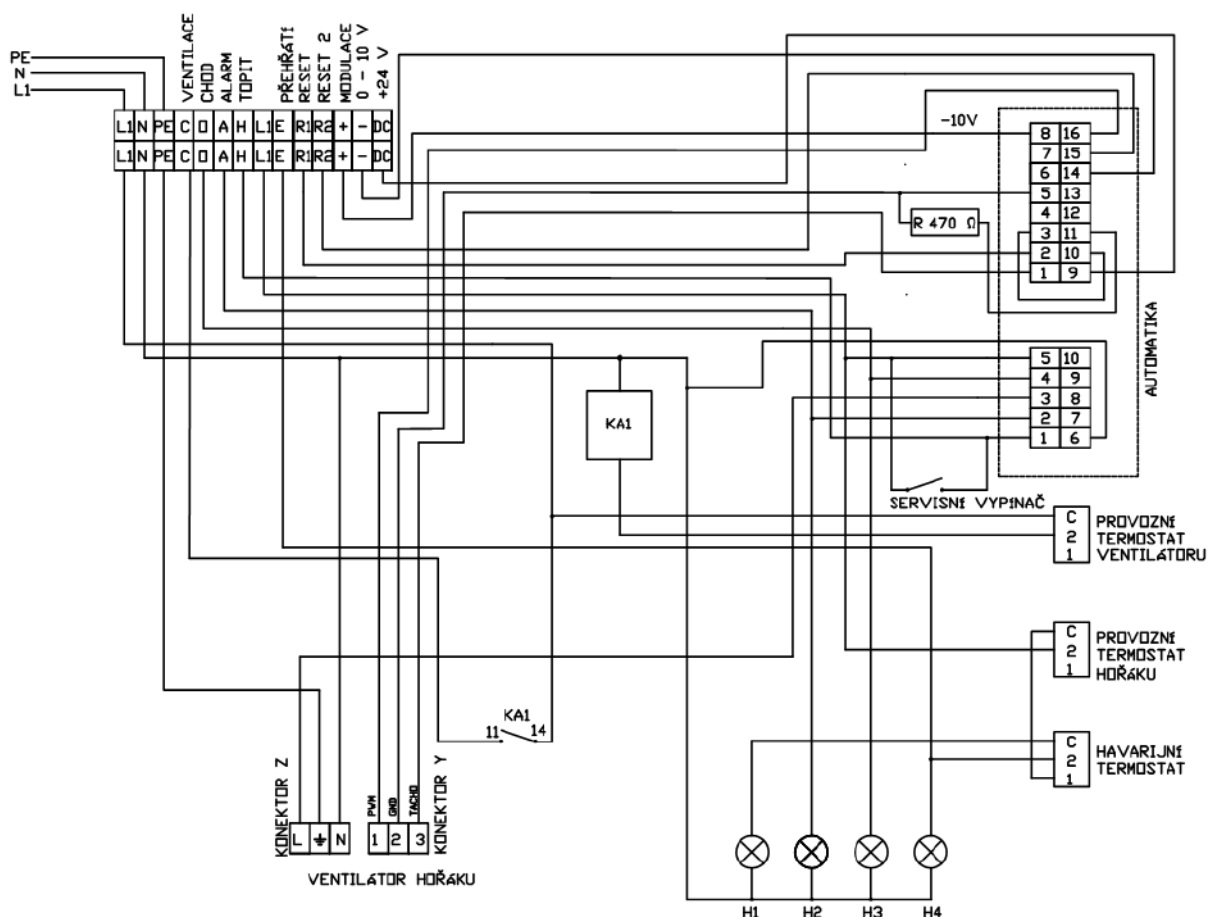 PE
N
L1
VENTILACE
CHOD
ALARM
TOPIT
PŘEHŘÁTÍ
RESET
RESET 2
MODULACE
0 - 10 V
+24 V
L1 N PE C O A H L1 E R1 R2 + - DC
L1 N PE C O A H L1 E R1 R2 + - DC
-10V
8 16
7 15
6 14
5 13
4 12
3 11
2 10
1 9
R 470 Ω
AUTOMATIKA
5 10
4 9
3 8
2 7
1 6
KA1
SERVISNÍ VYPÍNAČ
C
2
1
PROVOZNÍ
TERMOSTAT
VENTILÁTORU
C
2
1
PROVOZNÍ
TERMOSTAT
HOŘÁKU
KA1
11 14
C
2
1
HAVARIJNÍ
TERMOSTAT
KONEKTOR Z
L N
PWM
GND
TACHO
1 2 3
KONEKTOR Y
VENTILÁTOR HOŘÁKU
H1 H2 H3 H4